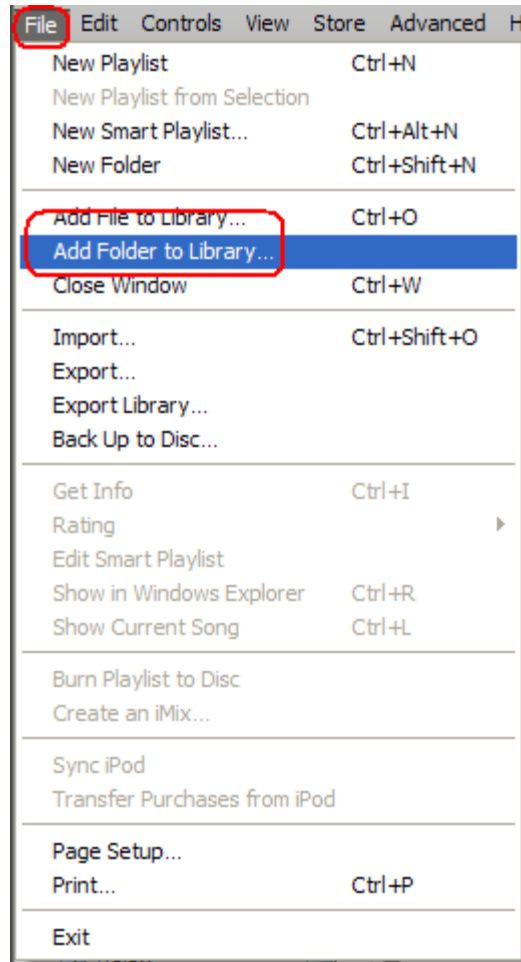 File Edit Controls View Store Advanced H
New Playlist Ctrl+N
New Playlist from Selection
New Smart Playlist... Ctrl+Alt+N
New Folder Ctrl+Shift+N
Add File to Library... Ctrl+O
Add Folder to Library...
Close Window Ctrl+W
Import... Ctrl+Shift+O
Export...
Export Library...
Back Up to Disc...
Get Info Ctrl+I
Rating
Edit Smart Playlist
Show in Windows Explorer Ctrl+R
Show Current Song Ctrl+L
Burn Playlist to Disc
Create an iMix...
Sync iPod
Transfer Purchases from iPod
Page Setup...
Print... Ctrl+P
Exit